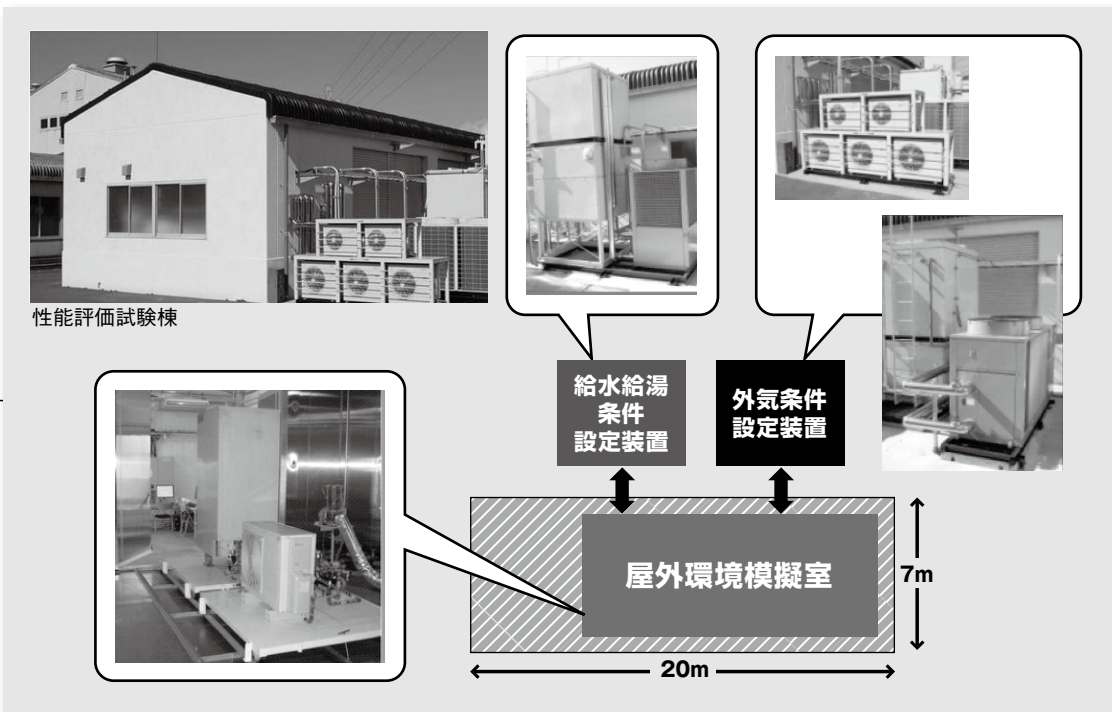 性能評価試験棟
給水給湯
条件
設定装置
外気条件
設定装置
屋外環境模擬室
7m
20m